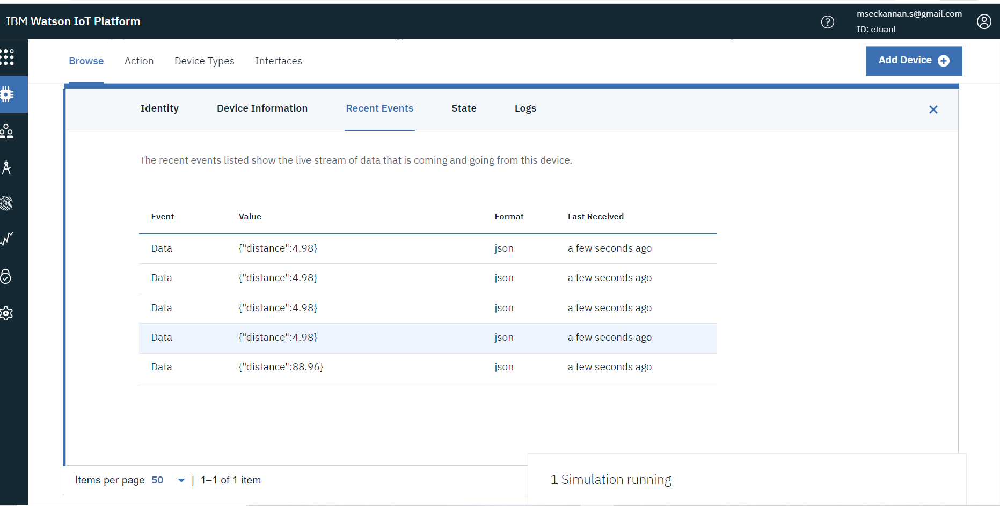 IBM Watson IoT Platform
mseckannan.s@gmail.com
ID: etuanl
Browse Action Device Types Interfaces
Add Device
Identity Device Information Recent Events State Logs
The recent events listed show the live stream of data that is coming and going from this device.
Event Value Format Last Received
Data {"distance":4.98} json a few seconds ago
Data {"distance":4.98} json a few seconds ago
Data {"distance":4.98} json a few seconds ago
Data {"distance":4.98} json a few seconds ago
Data {"distance":88.96} json a few seconds ago
Items per page 50 | 1–1 of 1 item
1 Simulation running